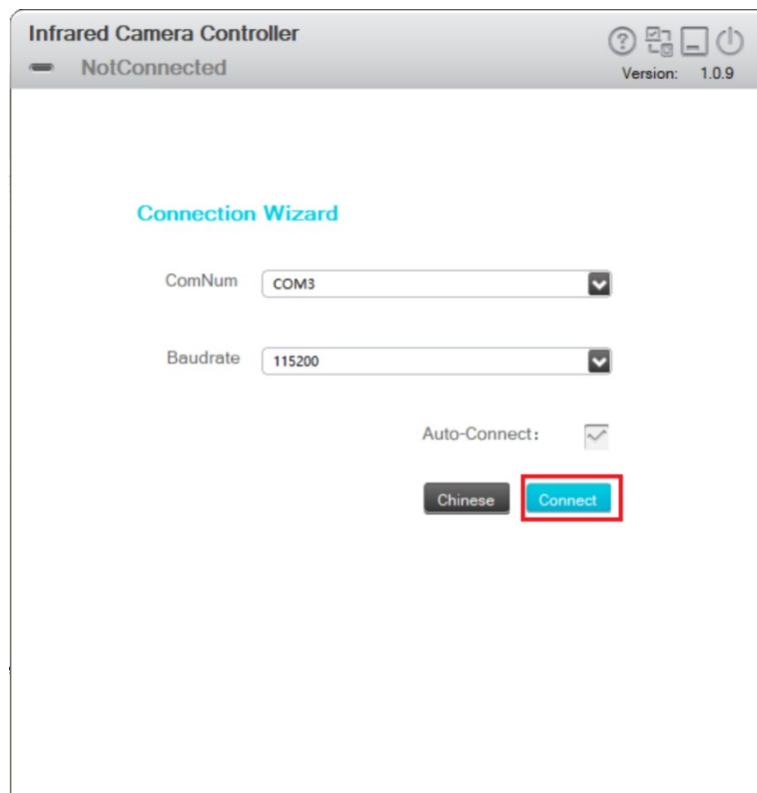 Infrared Camera Controller
NotConnected
Version: 1.0.9
Connection Wizard
ComNum COM3
Baudrate 115200
Auto-Connect:
Chinese Connect